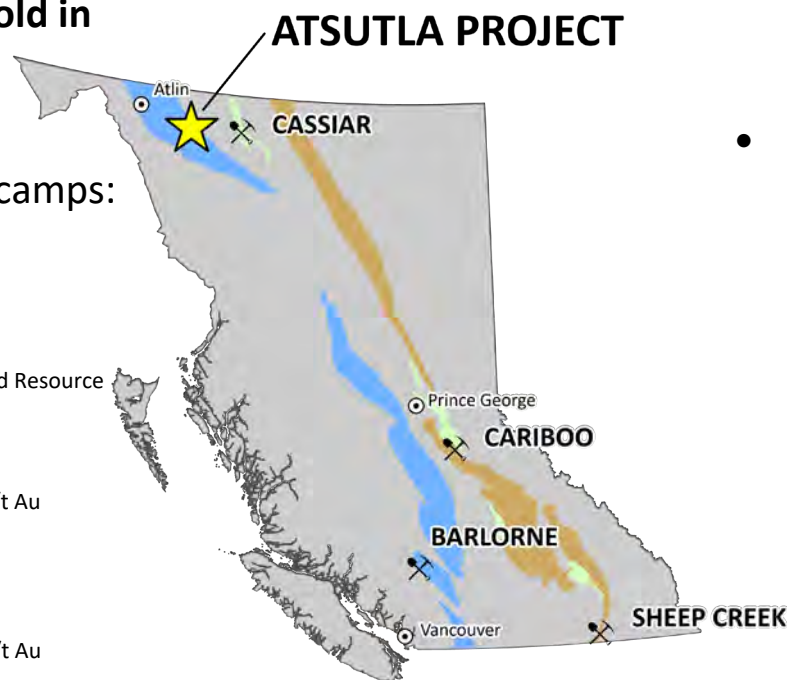 old in
ATSUTLA PROJECT
Atlin
CASSIAR
•
camps:
d Resource
Prince George
CARIBOO
/t Au
BARLORNE
SHEEP CREEK
Vancouver
/t Au